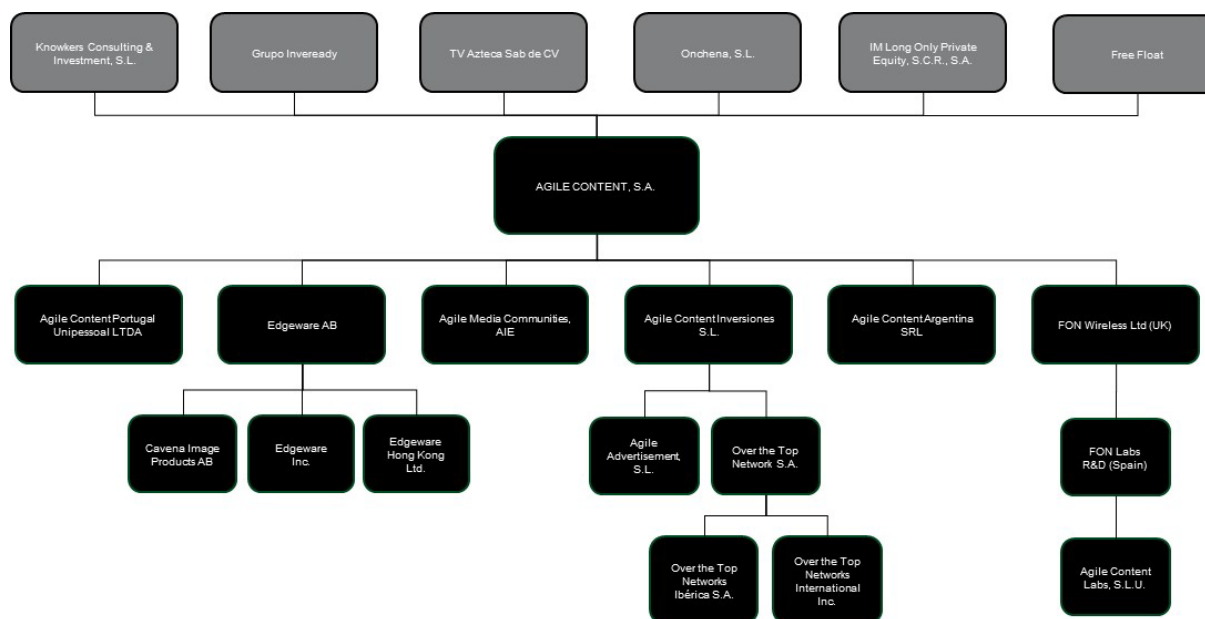 Knowkers Consulting &
Investment, S.L.
Grupo Inveready
TV Azteca Sab de CV
Onchena, S.L.
IM Long Only Private
Equity, S.C.R., S.A.
Free Float
AGILE CONTENT, S.A.
Agile Content Portugal
Unipessoal LTDA
Edgeware AB
Agile Media Communities,
AIE
Agile Content Inversiones
S.L.
Agile Content Argentina
SRL
FON Wireless Ltd (UK)
Cavena Image
Products AB
Edgeware
Inc.
Edgeware
Hong Kong
Ltd.
Agile
Advertisement,
S.L.
Over the Top
Network S.A.
FON Labs
R&D (Spain)
Over the Top
Networks
Ibérica S.A.
Over the Top
Networks
International
Inc.
Agile Content
Labs, S.L.U.